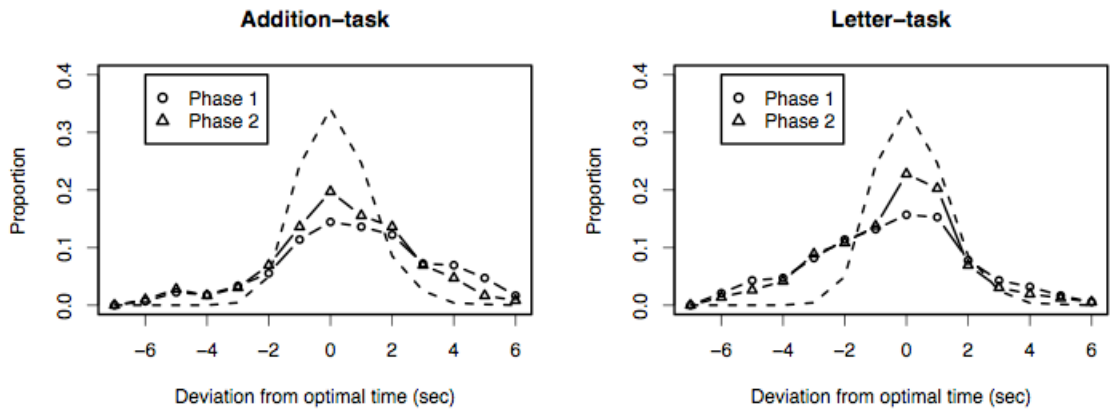 Addition-task
Proportion
0.0 0.1 0.2 0.3 0.4
Phase 1
Phase 2
-6 -4 -2 0 2 4 6
Deviation from optimal time (sec)
Letter-task
Proportion
0.0 0.1 0.2 0.3 0.4
Phase 1
Phase 2
-6 -4 -2 0 2 4 6
Deviation from optimal time (sec)